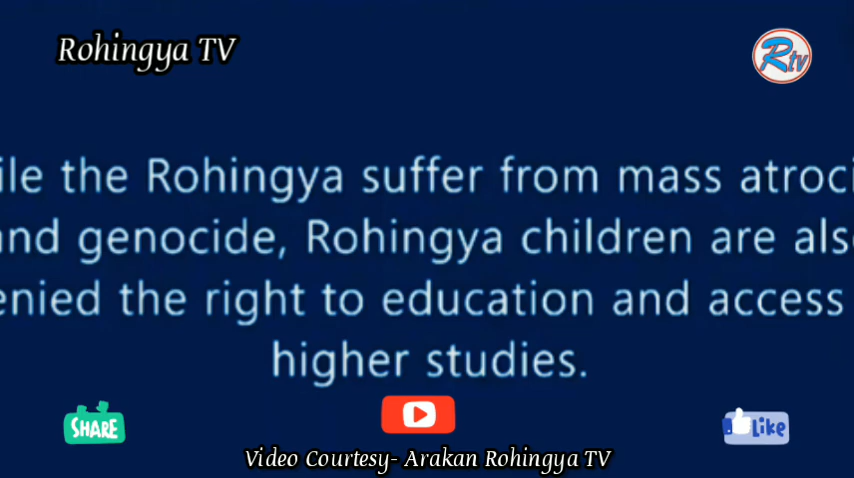 Rohingya TV
Rtv
ile the Rohingya suffer from mass atroci
and genocide, Rohingya children are als
enied the right to education and access
higher studies.
SHARE
Like
Video Courtesy- Arakan Rohingya TV